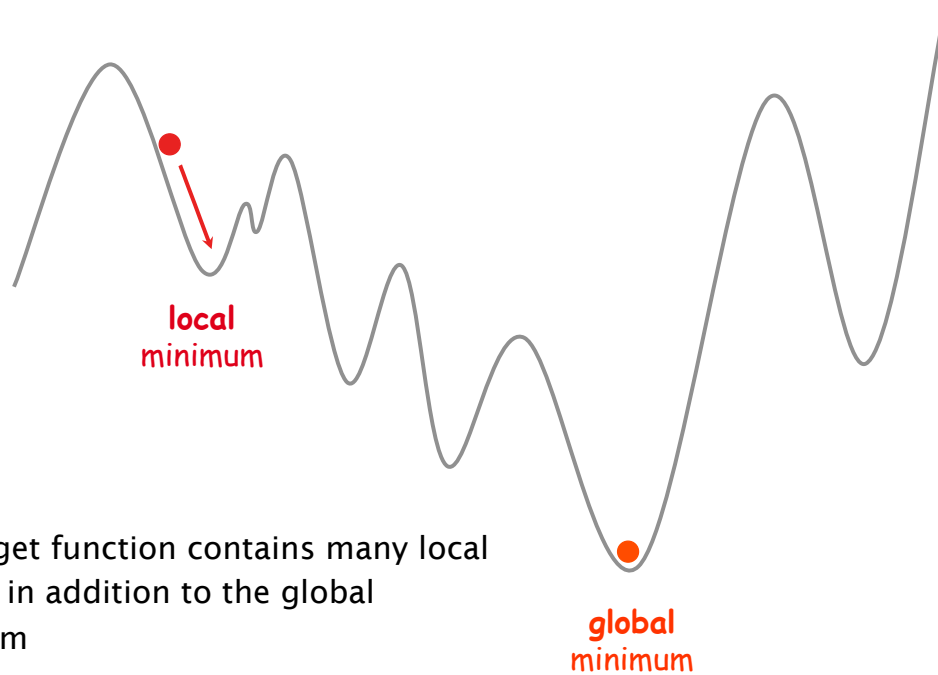 local
minimum
get function contains many local
in addition to the global
m
global
minimum